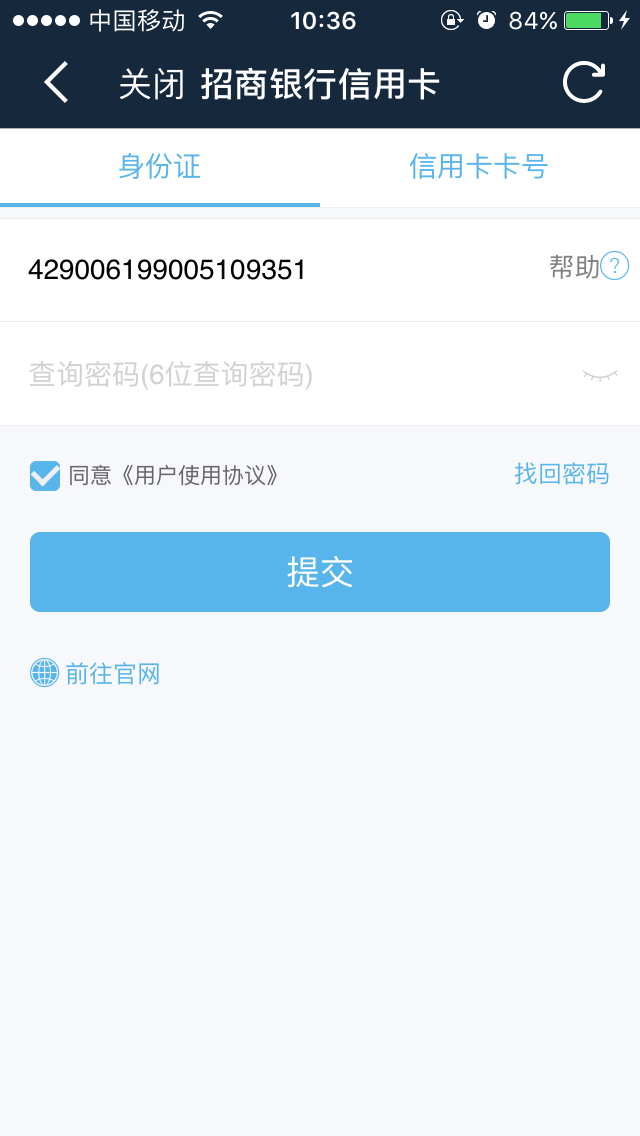 中国移动 10:36 84%
关闭 招商银行信用卡
身份证 信用卡卡号
429006199005109351 帮助?
查询密码(6位查询密码)
同意《用户使用协议》 找回密码
提交
前往官网